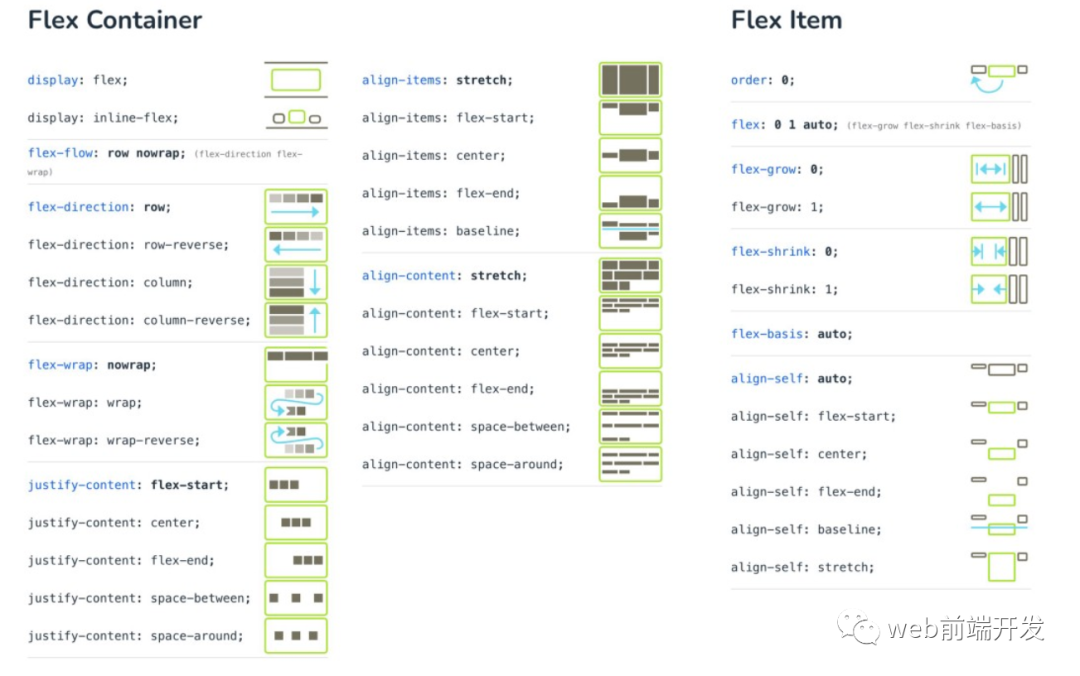 Flex Container
display: flex;
display: inline-flex;
flex-flow: row nowrap; (flex-direction flex-
wrap)
flex-direction: row;
flex-direction: row-reverse;
flex-direction: column;
flex-direction: column-reverse;
flex-wrap: nowrap;
flex-wrap: wrap;
flex-wrap: wrap-reverse;
justify-content: flex-start;
justify-content: center;
justify-content: flex-end;
justify-content: space-between;
justify-content: space-around;
align-items: stretch;
align-items: flex-start;
align-items: center;
align-items: flex-end;
align-items: baseline;
align-content: stretch;
align-content: flex-start;
align-content: center;
align-content: flex-end;
align-content: space-between;
align-content: space-around;
Flex Item
order: 0;
flex: 0 1 auto; (flex-grow flex-shrink flex-basis)
flex-grow: 0;
flex-grow: 1;
flex-shrink: 0;
flex-shrink: 1;
flex-basis: auto;
align-self: auto;
align-self: flex-start;
align-self: center;
align-self: flex-end;
align-self: baseline;
align-self: stretch;
web前端开发